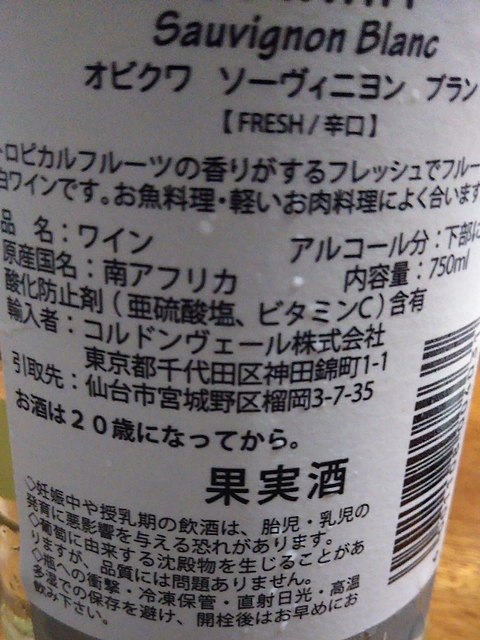 Sauvignon Blanc
オビクワ ソーヴィニヨン ブラン
【 FRESH / 辛口 】
トロピカルフルーツの香りがするフレッシュでフルー
白ワインです。お魚料理・軽いお肉料理によく合います
品 名：ワイン アルコール分：下部に
原産国名：南アフリカ 内容量：750ml
酸化防止剤（亜硫酸塩、ビタミンC）含有
輸入者：コルドンヴェール株式会社
東京都千代田区神田錦町1-1
引取先：仙台市宮城野区榴岡3-7-35
お酒は２０歳になってから。
果実酒
◇妊娠中や授乳期の飲酒は、胎児・乳児の
発育に悪影響を与える恐れがあります。
◇葡萄に由来する沈殿物を生じることがあ
りますが、品質には問題ありません。
◇瓶への衝撃・冷凍保管・直射日光・高温
多湿での保存を避け、開栓後はお早めにお
飲み下さい。